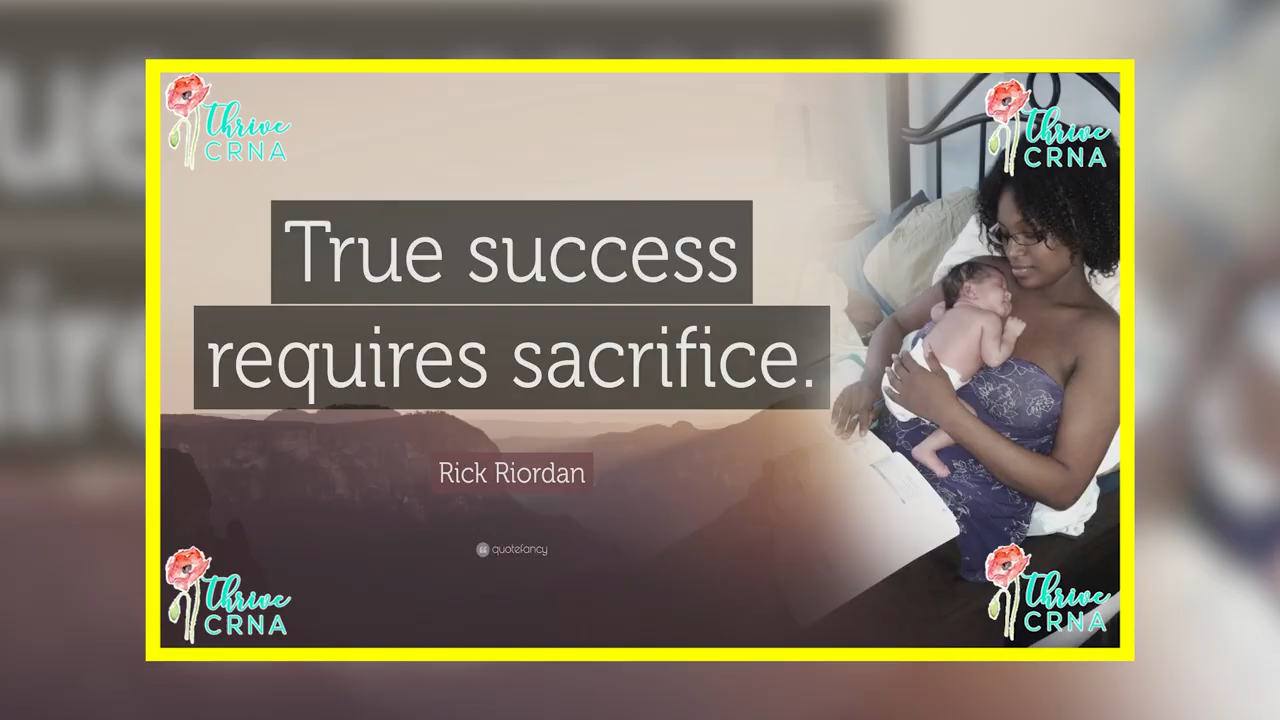 Thrive
CRNA
Thrive
CRNA
True success
requires sacrifice.
Rick Riordan
quotefancy
Thrive
CRNA
Thrive
CRNA